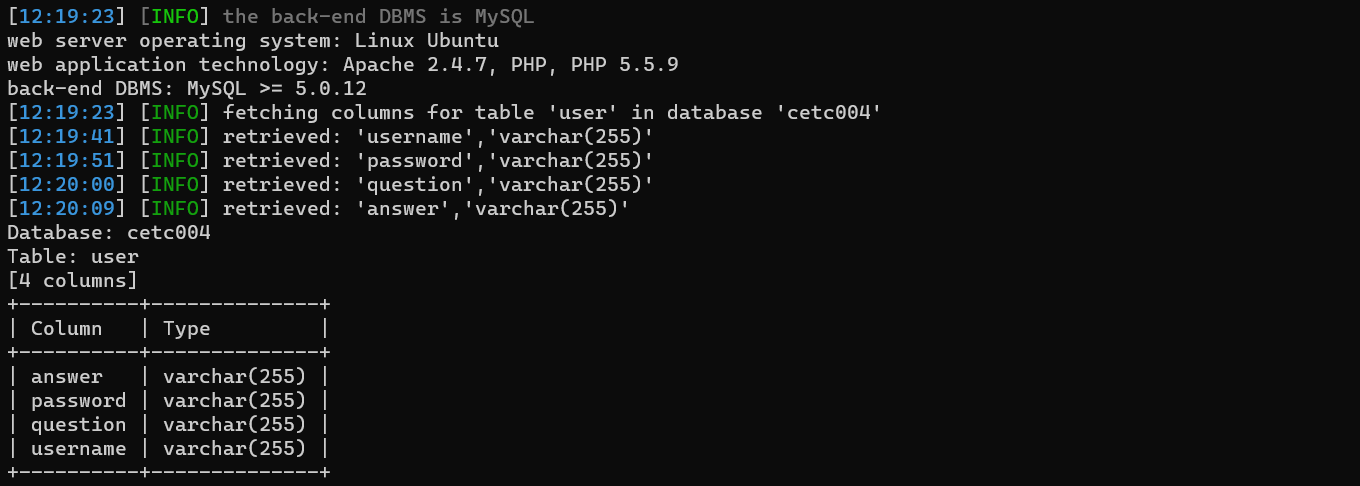 [12:19:23] [INFO] the back-end DBMS is MySQL
web server operating system: Linux Ubuntu
web application technology: Apache 2.4.7, PHP, PHP 5.5.9
back-end DBMS: MySQL >= 5.0.12
[12:19:23] [INFO] fetching columns for table 'user' in database 'cetc004'
[12:19:41] [INFO] retrieved: 'username','varchar(255)'
[12:19:51] [INFO] retrieved: 'password','varchar(255)'
[12:20:00] [INFO] retrieved: 'question','varchar(255)'
[12:20:09] [INFO] retrieved: 'answer','varchar(255)'
Database: cetc004
Table: user
[4 columns]
+----------+--------------+
| Column   | Type         |
+----------+--------------+
| answer   | varchar(255) |
| password | varchar(255) |
| question | varchar(255) |
| username | varchar(255) |
+----------+--------------+